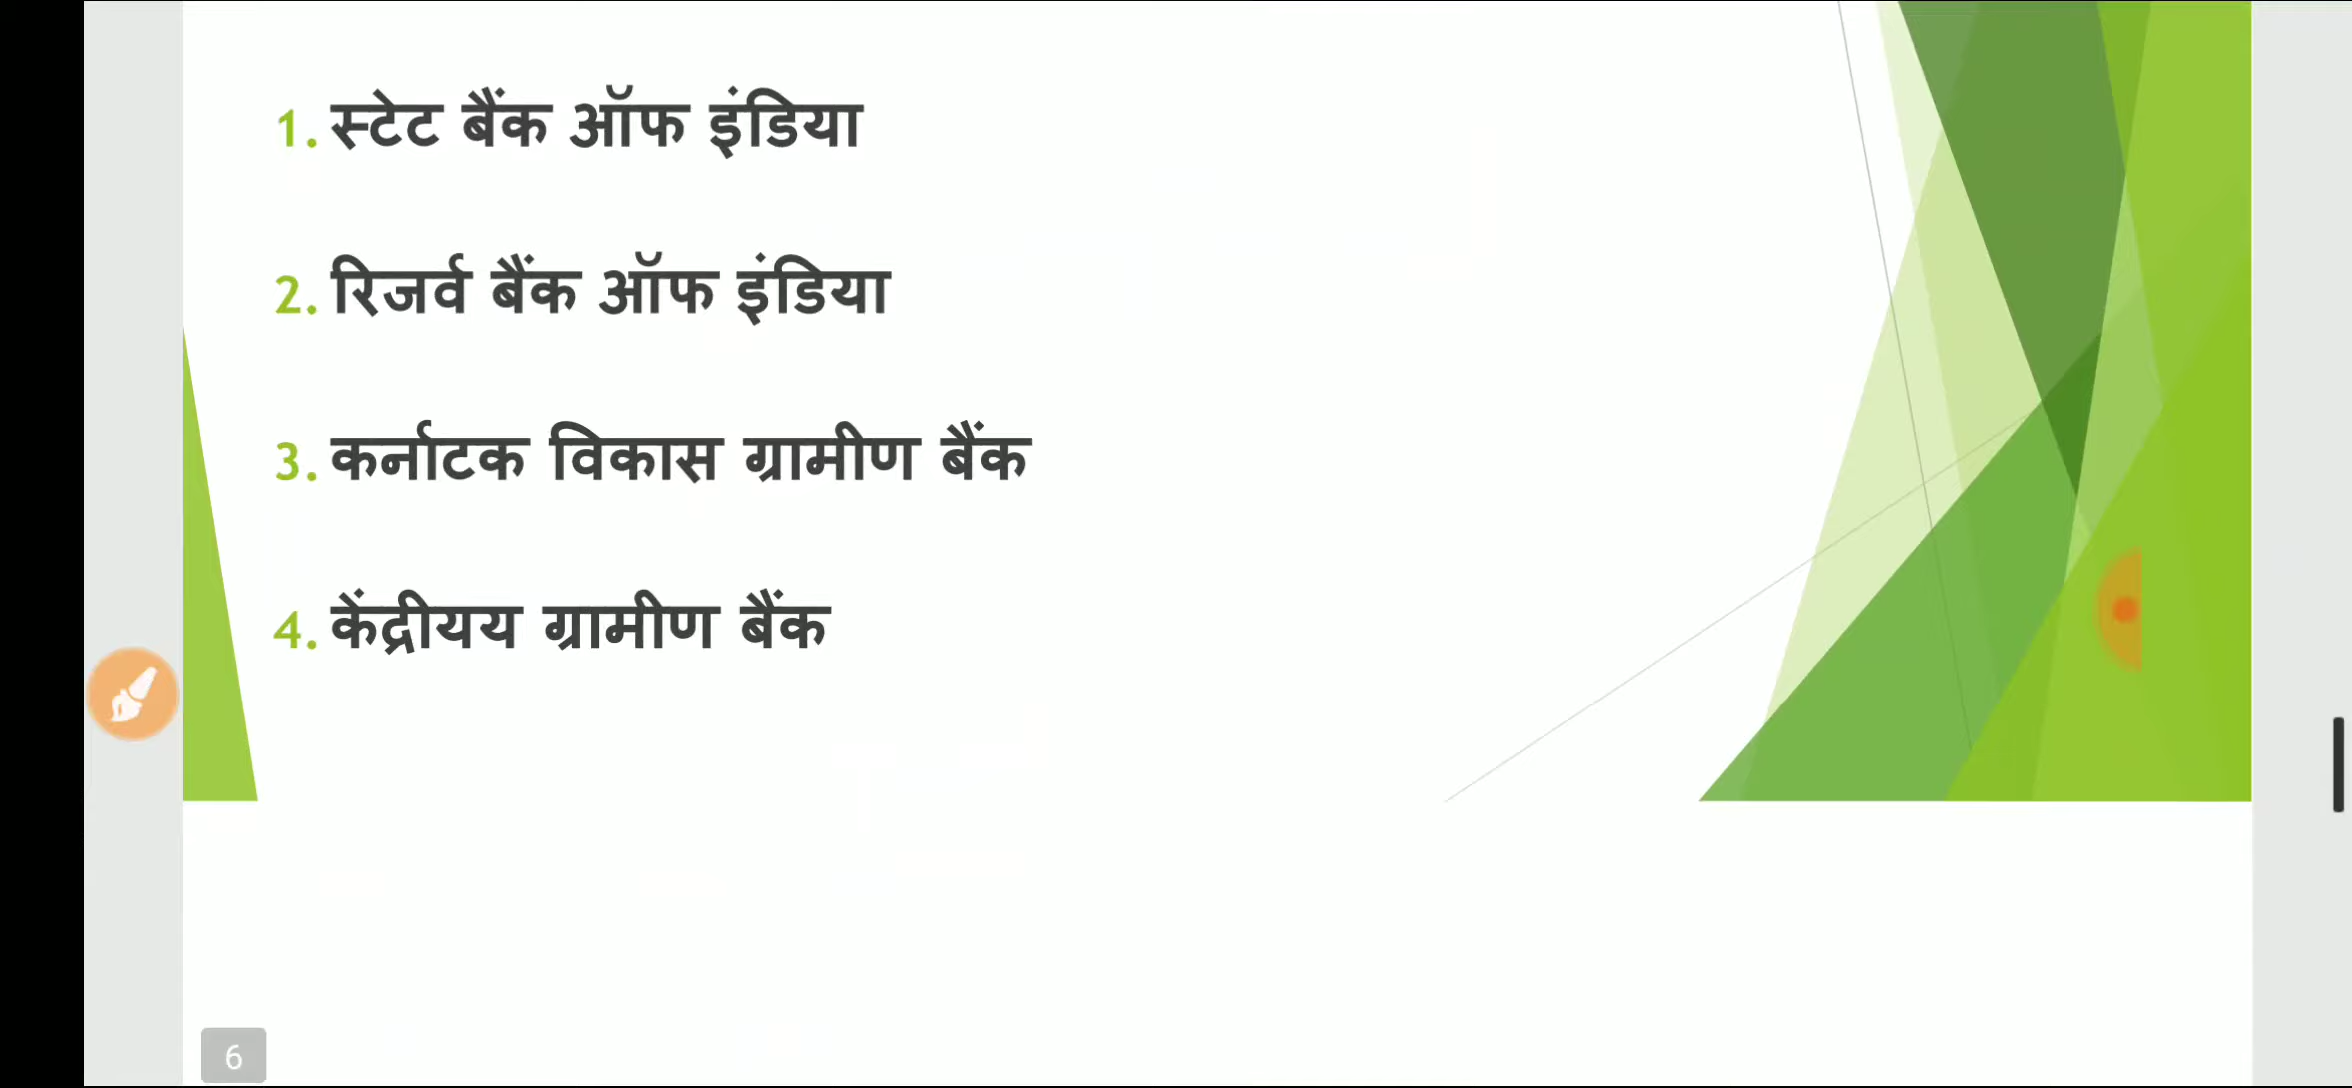 1. स्टेट बैंक ऑफ इंडिया
2. रिजर्व बैंक ऑफ इंडिया
3. कर्नाटक विकास ग्रामीण बैंक
4. केंद्रीयय ग्रामीण बैंक
6